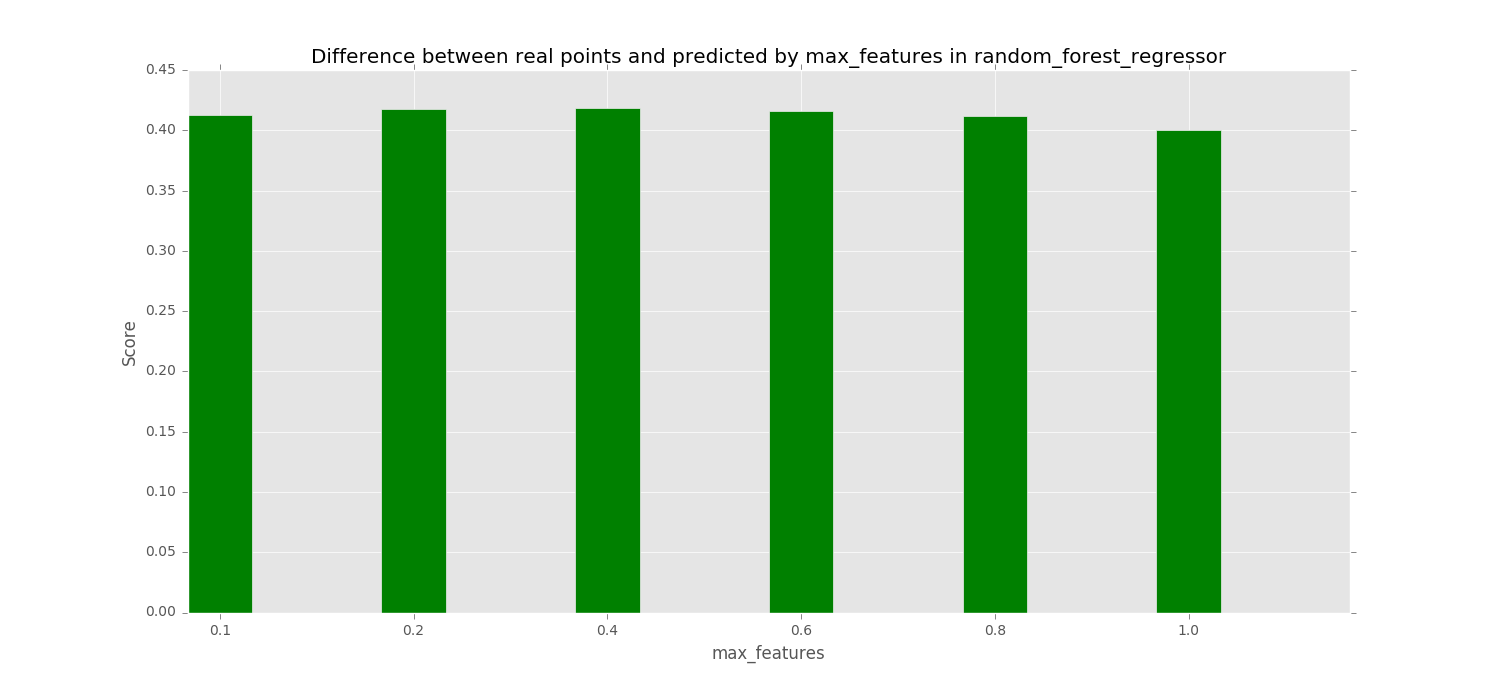 Difference between real points and predicted by max_features in random_forest_regressor
0.45
0.40
0.35
0.30
0.25
0.20
0.15
0.10
0.05
0.00
Score
0.1 0.2 0.4 0.6 0.8 1.0
max_features